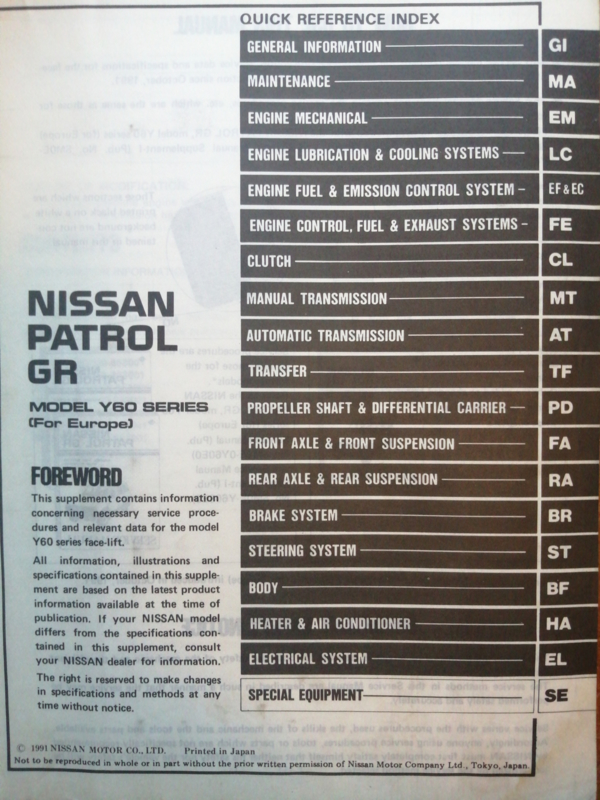 QUICK REFERENCE INDEX
GENERAL INFORMATION GI
MAINTENANCE MA
ENGINE MECHANICAL EM
ENGINE LUBRICATION & COOLING SYSTEMS LC
ENGINE FUEL & EMISSION CONTROL SYSTEM EF & EC
ENGINE CONTROL, FUEL & EXHAUST SYSTEMS FE
CLUTCH CL
MANUAL TRANSMISSION MT
AUTOMATIC TRANSMISSION AT
TRANSFER TF
PROPELLER SHAFT & DIFFERENTIAL CARRIER PD
FRONT AXLE & FRONT SUSPENSION FA
REAR AXLE & REAR SUSPENSION RA
BRAKE SYSTEM BR
STEERING SYSTEM ST
BODY BF
HEATER & AIR CONDITIONER HA
ELECTRICAL SYSTEM EL
SPECIAL EQUIPMENT SE
NISSAN
PATROL
GR
MODEL Y60 SERIES
(For Europe)
FOREWORD
This supplement contains information
concerning necessary service proce-
dures and relevant data for the model
Y60 series face-lift.
All information, illustrations and
specifications contained in this supple-
ment are based on the latest product
information available at the time of
publication. If your NISSAN model
differs from the specifications con-
tained in this supplement, consult
your NISSAN dealer for information.
The right is reserved to make changes
in specifications and methods at any
time without notice.
© 1991 NISSAN MOTOR CO., LTD. Printed in Japan
Not to be reproduced in whole or in part without the prior written permission of Nissan Motor Company Ltd., Tokyo, Japan.